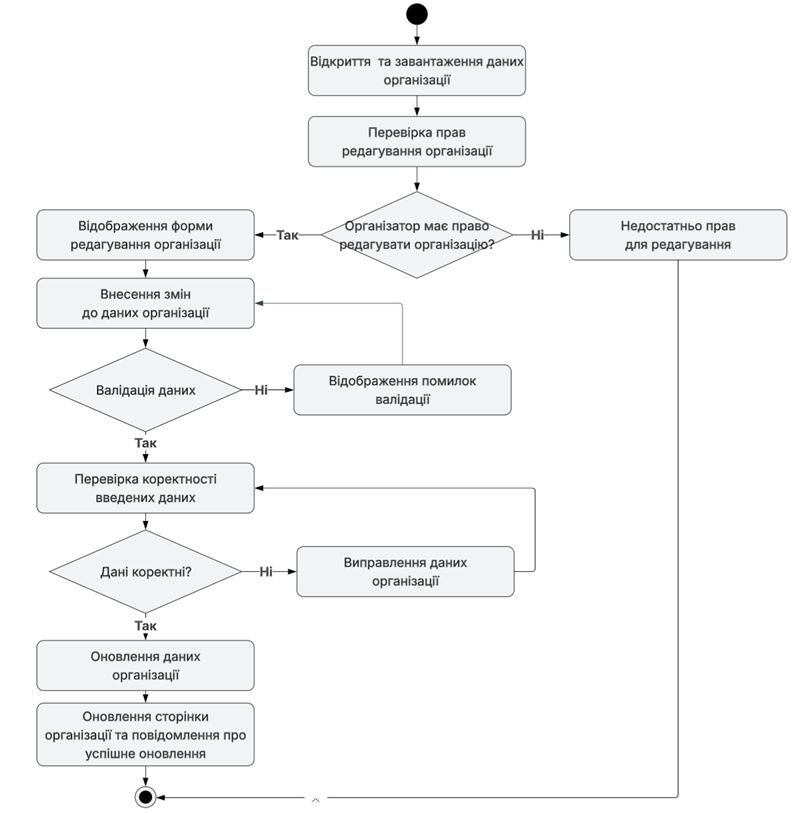 Відкриття та завантаження даних
організації
Перевірка прав
редагування організації
Організатор має право
редагувати організацію?
Так
Ні
Відображення форми
редагування організації
Недостатньо прав
для редагування
Внесення змін
до даних організації
Валідація даних
Ні
Відображення помилок
валідації
Так
Перевірка коректності
введених даних
Дані коректні?
Ні
Виправлення даних
організації
Так
Оновлення даних
організації
Оновлення сторінки
організації та повідомлення про
успішне оновлення